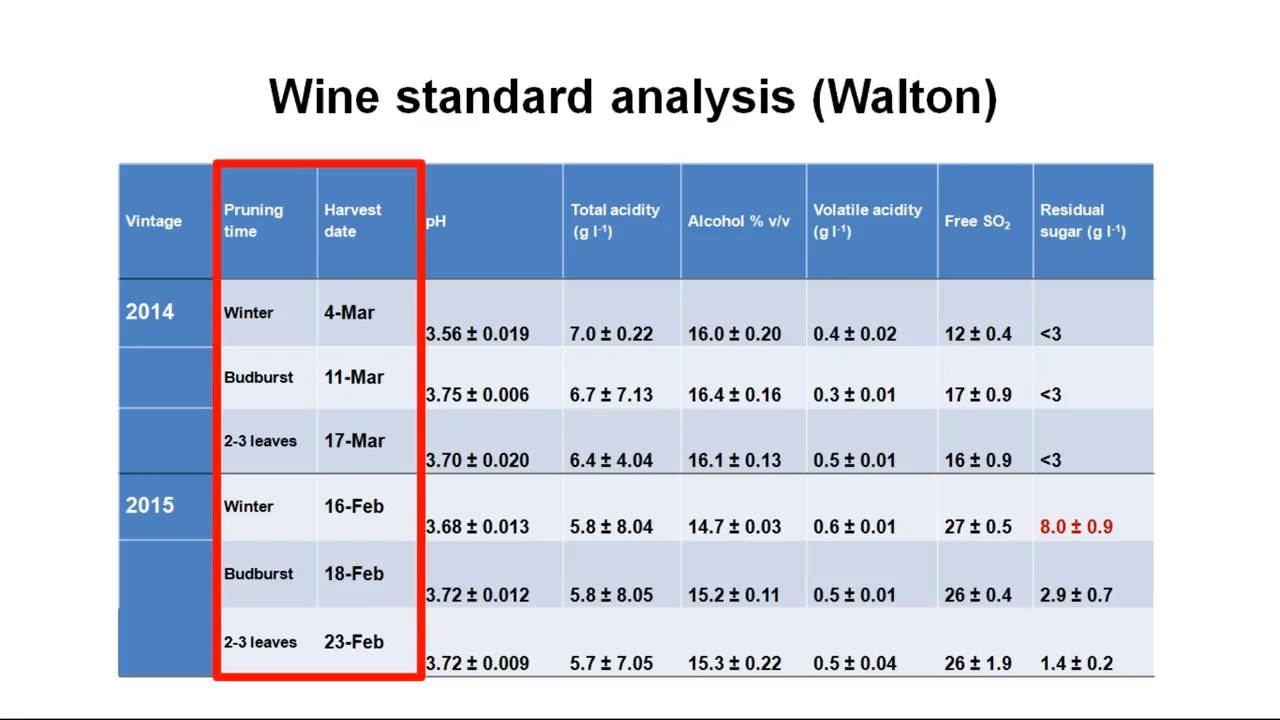 Wine standard analysis (Walton)
Vintage Pruning time Harvest date pH Total acidity (g l-1) Alcohol % v/v Volatile acidity (g l-1) Free SO2 Residual sugar (g l-1)
2014 Winter 4-Mar 3.56 ± 0.019 7.0 ± 0.22 16.0 ± 0.20 0.4 ± 0.02 12 ± 0.4 <3
Budburst 11-Mar 3.75 ± 0.006 6.7 ± 7.13 16.4 ± 0.16 0.3 ± 0.01 17 ± 0.9 <3
2-3 leaves 17-Mar 3.70 ± 0.020 6.4 ± 4.04 16.1 ± 0.13 0.5 ± 0.01 16 ± 0.9 <3
2015 Winter 16-Feb 3.68 ± 0.013 5.8 ± 8.04 14.7 ± 0.03 0.6 ± 0.01 27 ± 0.5 8.0 ± 0.9
Budburst 18-Feb 3.72 ± 0.012 5.8 ± 8.05 15.2 ± 0.11 0.5 ± 0.01 26 ± 0.4 2.9 ± 0.7
2-3 leaves 23-Feb 3.72 ± 0.009 5.7 ± 7.05 15.3 ± 0.22 0.5 ± 0.04 26 ± 1.9 1.4 ± 0.2